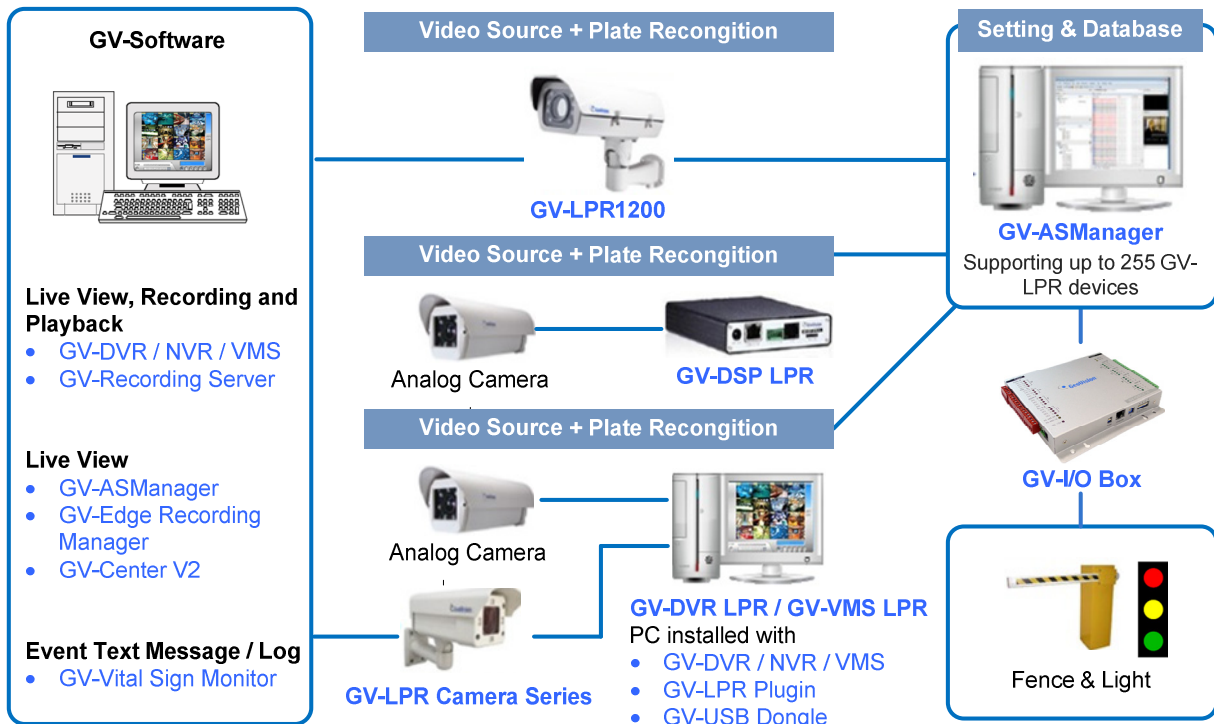 GV-Software
Live View, Recording and
Playback
• GV-DVR / NVR / VMS
• GV-Recording Server
Live View
• GV-ASManager
• GV-Edge Recording
Manager
• GV-Center V2
Event Text Message / Log
• GV-Vital Sign Monitor
Video Source + Plate Recongition
GV-LPR1200
Video Source + Plate Recongition
Analog Camera
GV-DSP LPR
Video Source + Plate Recongition
Analog Camera
GV-LPR Camera Series
GV-DVR LPR / GV-VMS LPR
PC installed with
• GV-DVR / NVR / VMS
• GV-LPR Plugin
• GV-USB Dongle
Setting & Database
GV-ASManager
Supporting up to 255 GV-
LPR devices
GeoVision
GV-I/O Box
Fence & Light